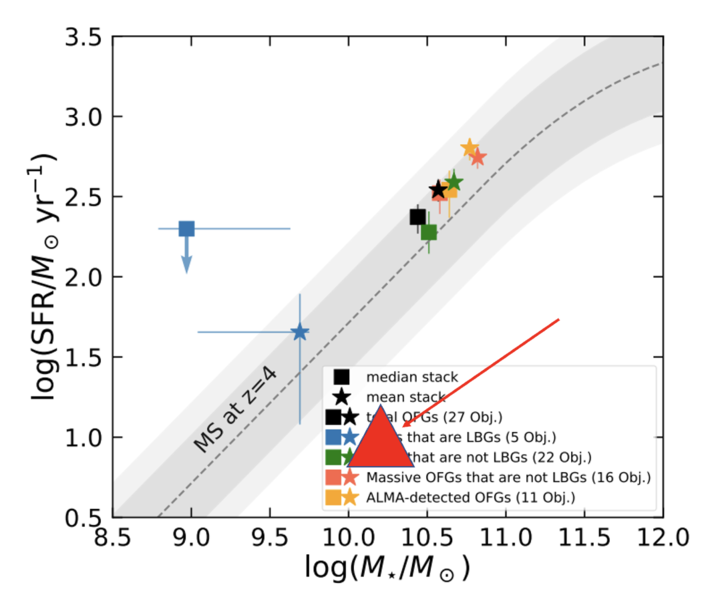 3.5
3.0
2.5
2.0
1.5
1.0
0.5
log(SFR/M⊙ yr⁻¹)
MS at z=4
median stack
mean stack
OFGs (27 Obj.)
that are LBGs (5 Obj.)
that are not LBGs (22 Obj.)
Massive OFGs that are not LBGs (16 Obj.)
ALMA-detected OFGs (11 Obj.)
8.5 9.0 9.5 10.0 10.5 11.0 11.5 12.0
log(M⋆/M⊙)